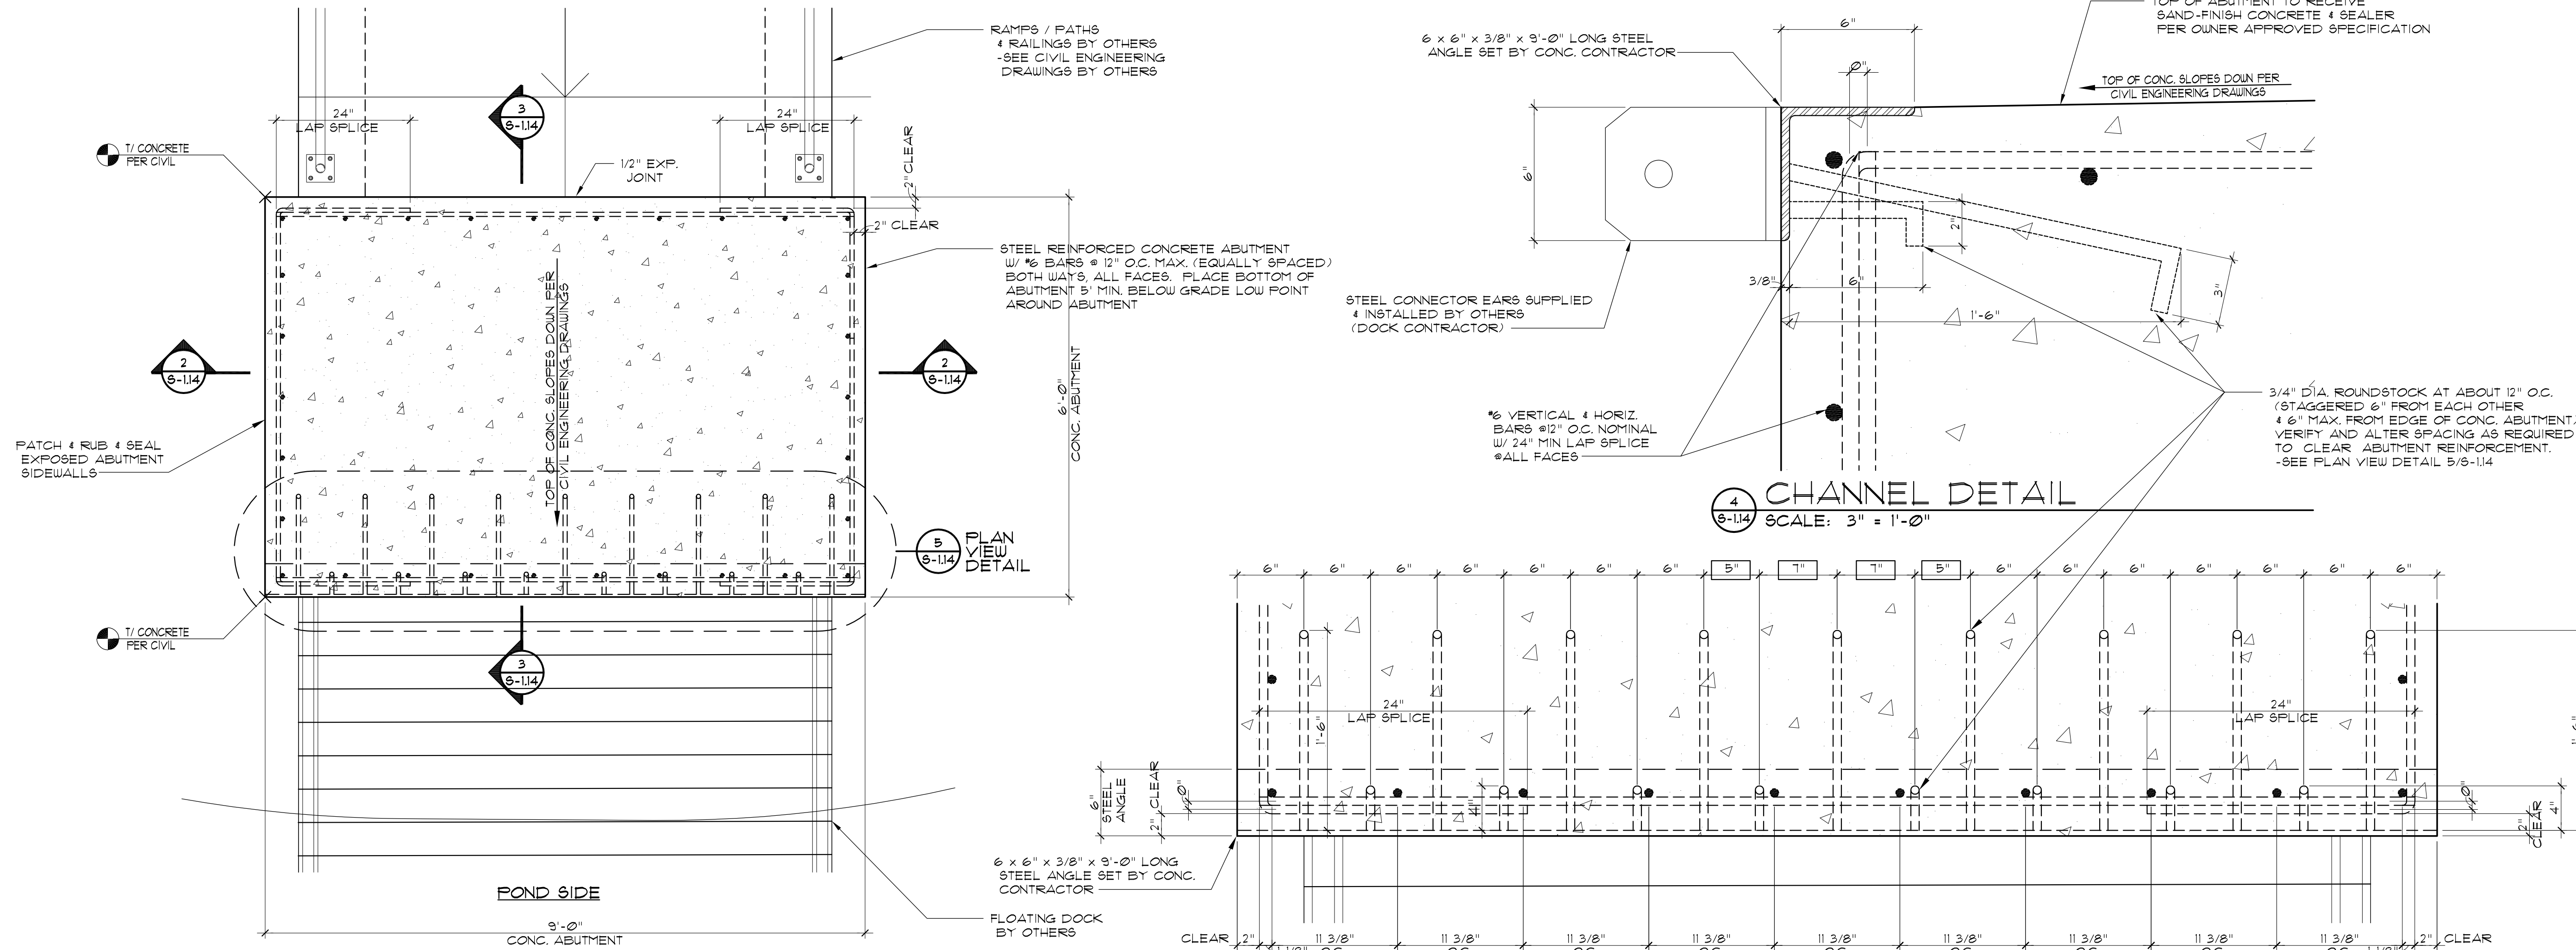 RAMPS / PATHS
& RAILINGS BY OTHERS
-SEE CIVIL ENGINEERING
DRAWINGS BY OTHERS
24"
LAP SPLICE
3
S-1.14
24"
LAP SPLICE
T/ CONCRETE
PER CIVIL
1/2" EXP.
JOINT
2" CLEAR
2" CLEAR
STEEL REINFORCED CONCRETE ABUTMENT
W/ #6 BARS @ 12" O.C. MAX. (EQUALLY SPACED)
BOTH WAYS, ALL FACES. PLACE BOTTOM OF
ABUTMENT 5' MIN. BELOW GRADE LOW POINT
AROUND ABUTMENT
TOP OF CONC. SLOPES DOWN PER
CIVIL ENGINEERING DRAWINGS
2
S-1.14
2
S-1.14
6'-0"
CONC. ABUTMENT
PATCH & RUB & SEAL
EXPOSED ABUTMENT
SIDEWALLS
5
S-1.14
PLAN
VIEW
DETAIL
T/ CONCRETE
PER CIVIL
3
S-1.14
POND SIDE
9'-0"
CONC. ABUTMENT
FLOATING DOCK
BY OTHERS
TOP OF ABUTMENT TO RECEIVE
SAND-FINISH CONCRETE & SEALER
PER OWNER APPROVED SPECIFICATION
6 x 6" x 3/8" x 9'-0" LONG STEEL
ANGLE SET BY CONC. CONTRACTOR
6"
0"
TOP OF CONC. SLOPES DOWN PER
CIVIL ENGINEERING DRAWINGS
6"
2"
3/8"
6"
3"
1'-6"
STEEL CONNECTOR EARS SUPPLIED
& INSTALLED BY OTHERS
(DOCK CONTRACTOR)
#6 VERTICAL & HORIZ.
BARS @12" O.C. NOMINAL
W/ 24" MIN LAP SPLICE
@ALL FACES
3/4" DIA. ROUNDSTOCK AT ABOUT 12" O.C.
(STAGGERED 6" FROM EACH OTHER
& 6" MAX. FROM EDGE OF CONC. ABUTMENT)
VERIFY AND ALTER SPACING AS REQUIRED
TO CLEAR ABUTMENT REINFORCEMENT.
-SEE PLAN VIEW DETAIL 5/S-1.14
4
S-1.14
CHANNEL DETAIL
SCALE: 3" = 1'-0"
6" 6" 6" 6" 6" 6" 6" 5" 7" 7" 5" 6" 6" 6" 6" 6" 6" 6"
1'-6"
24"
LAP SPLICE
24"
LAP SPLICE
1'-6"
6"
STEEL
ANGLE
2" CLEAR
0"
4"
0"
2"
CLEAR
4"
6 x 6" x 3/8" x 9'-0" LONG
STEEL ANGLE SET BY CONC.
CONTRACTOR
CLEAR 2" 11 3/8" 11 3/8" 11 3/8" 11 3/8" 11 3/8" 11 3/8" 11 3/8" 11 3/8" 11 3/8" 2" CLEAR